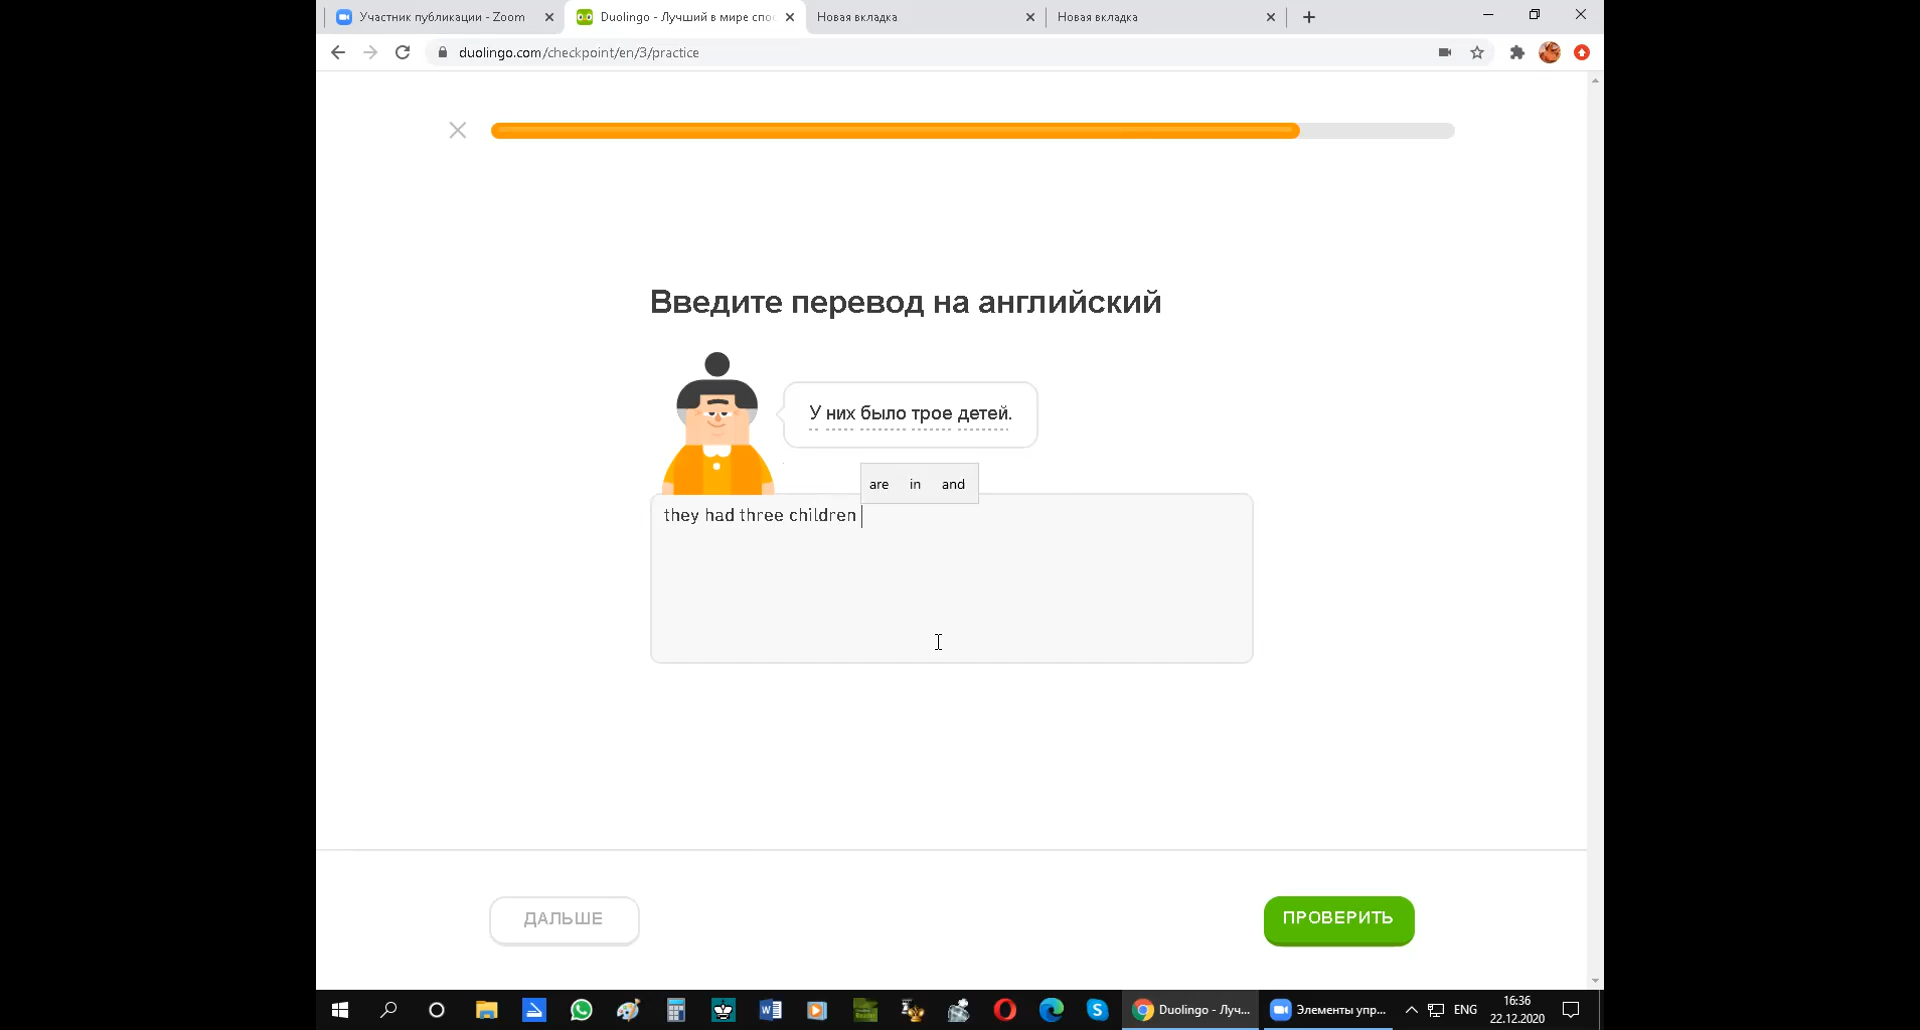 Участник публикации - Zoom
Duolingo - Лучший в мире спос
Новая вкладка
Новая вкладка
duolingo.com/checkpoint/en/3/practice
Введите перевод на английский
У них было трое детей.
are in and
they had three children
ДАЛЬШЕ
ПРОВЕРИТЬ
Duolingo - Луч...
Элементы упр...
ENG
16:36
22.12.2020